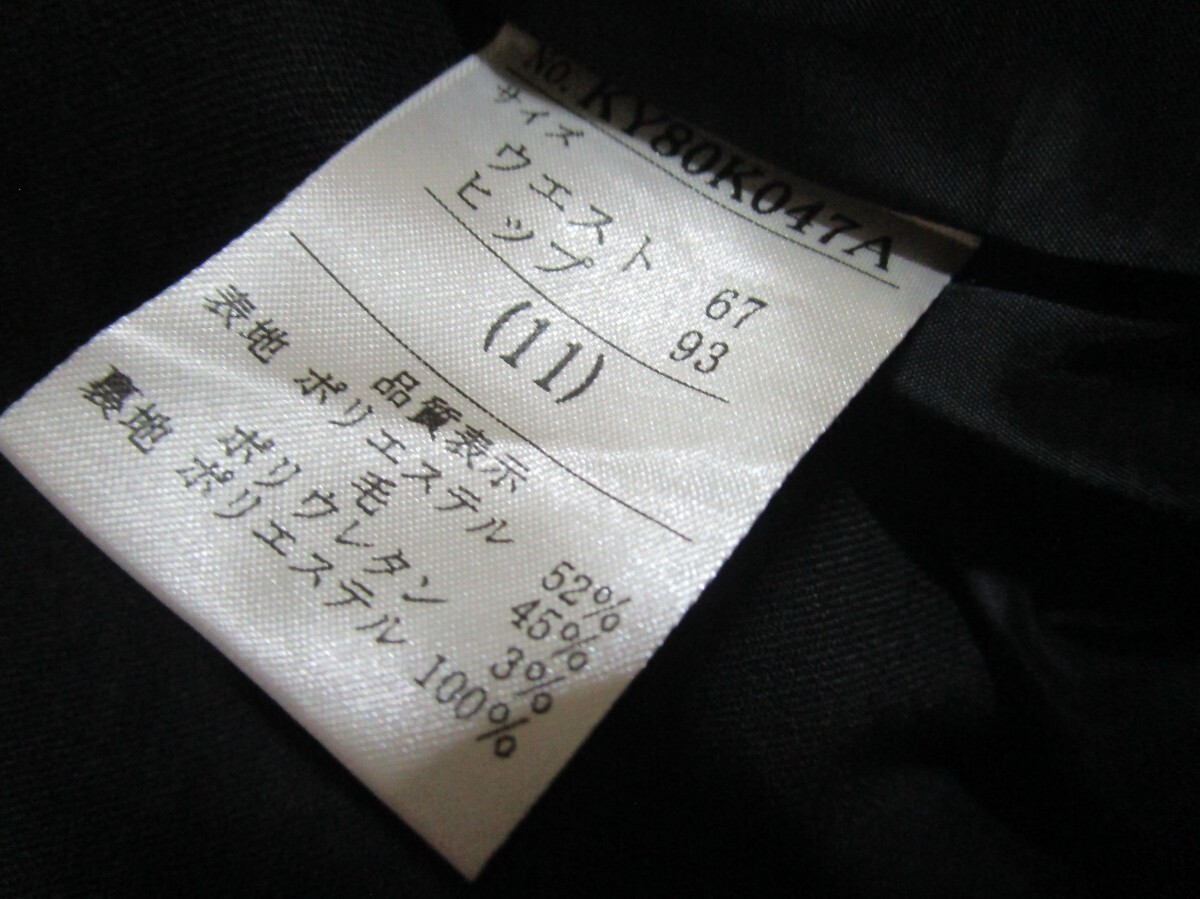 No. KY80K047A
サイズ
ウエスト 67
ヒップ 93
(11)
品質表示
表地 ポリエステル 52%
毛 45%
ポリウレタン 3%
裏地 ポリエステル 100%